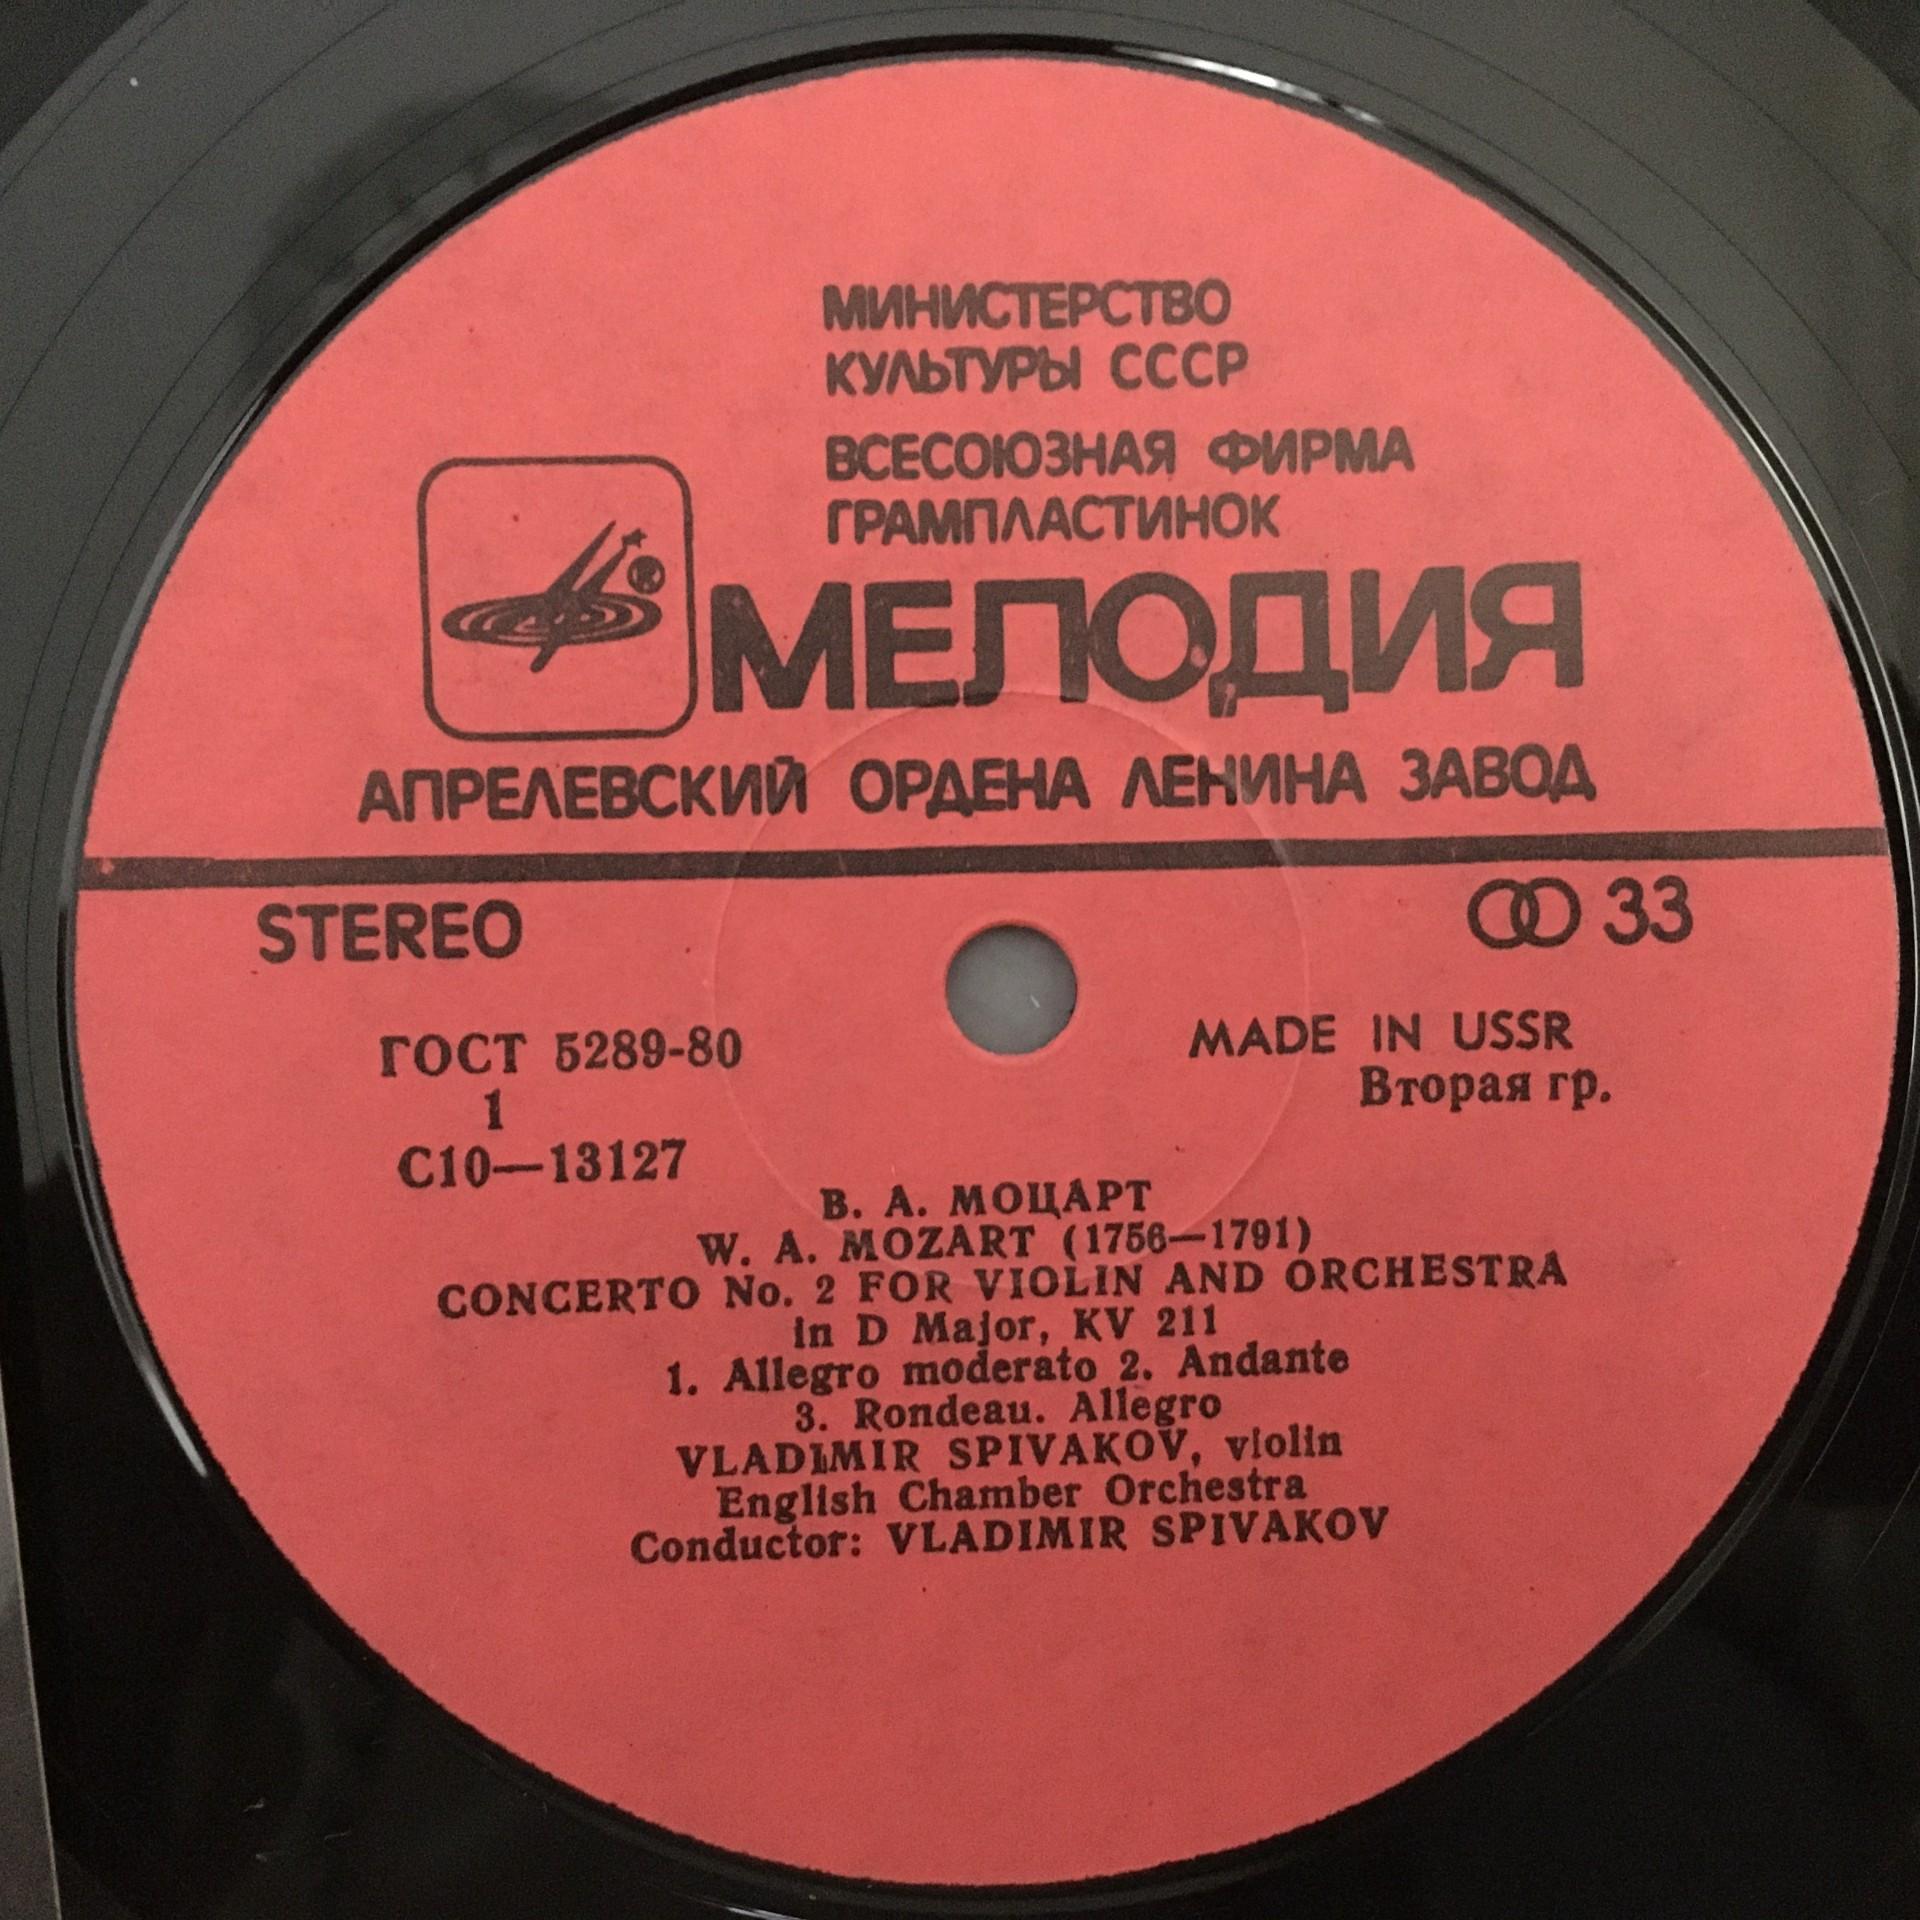 МИНИСТЕРСТВО
КУЛЬТУРЫ СССР
ВСЕСОЮЗНАЯ ФИРМА
ГРАМПЛАСТИНОК
®
МЕЛОДИЯ
АПРЕЛЕВСКИЙ ОРДЕНА ЛЕНИНА ЗАВОД
STEREO
33
ГОСТ 5289-80
MADE IN USSR
1
Вторая гр.
С10—13127
В. А. МОЦАРТ
W. A. MOZART (1756—1791)
CONCERTO No. 2 FOR VIOLIN AND ORCHESTRA
in D Major, KV 211
1. Allegro moderato 2. Andante
3. Rondeau. Allegro
VLADIMIR SPIVAKOV, violin
English Chamber Orchestra
Conductor: VLADIMIR SPIVAKOV